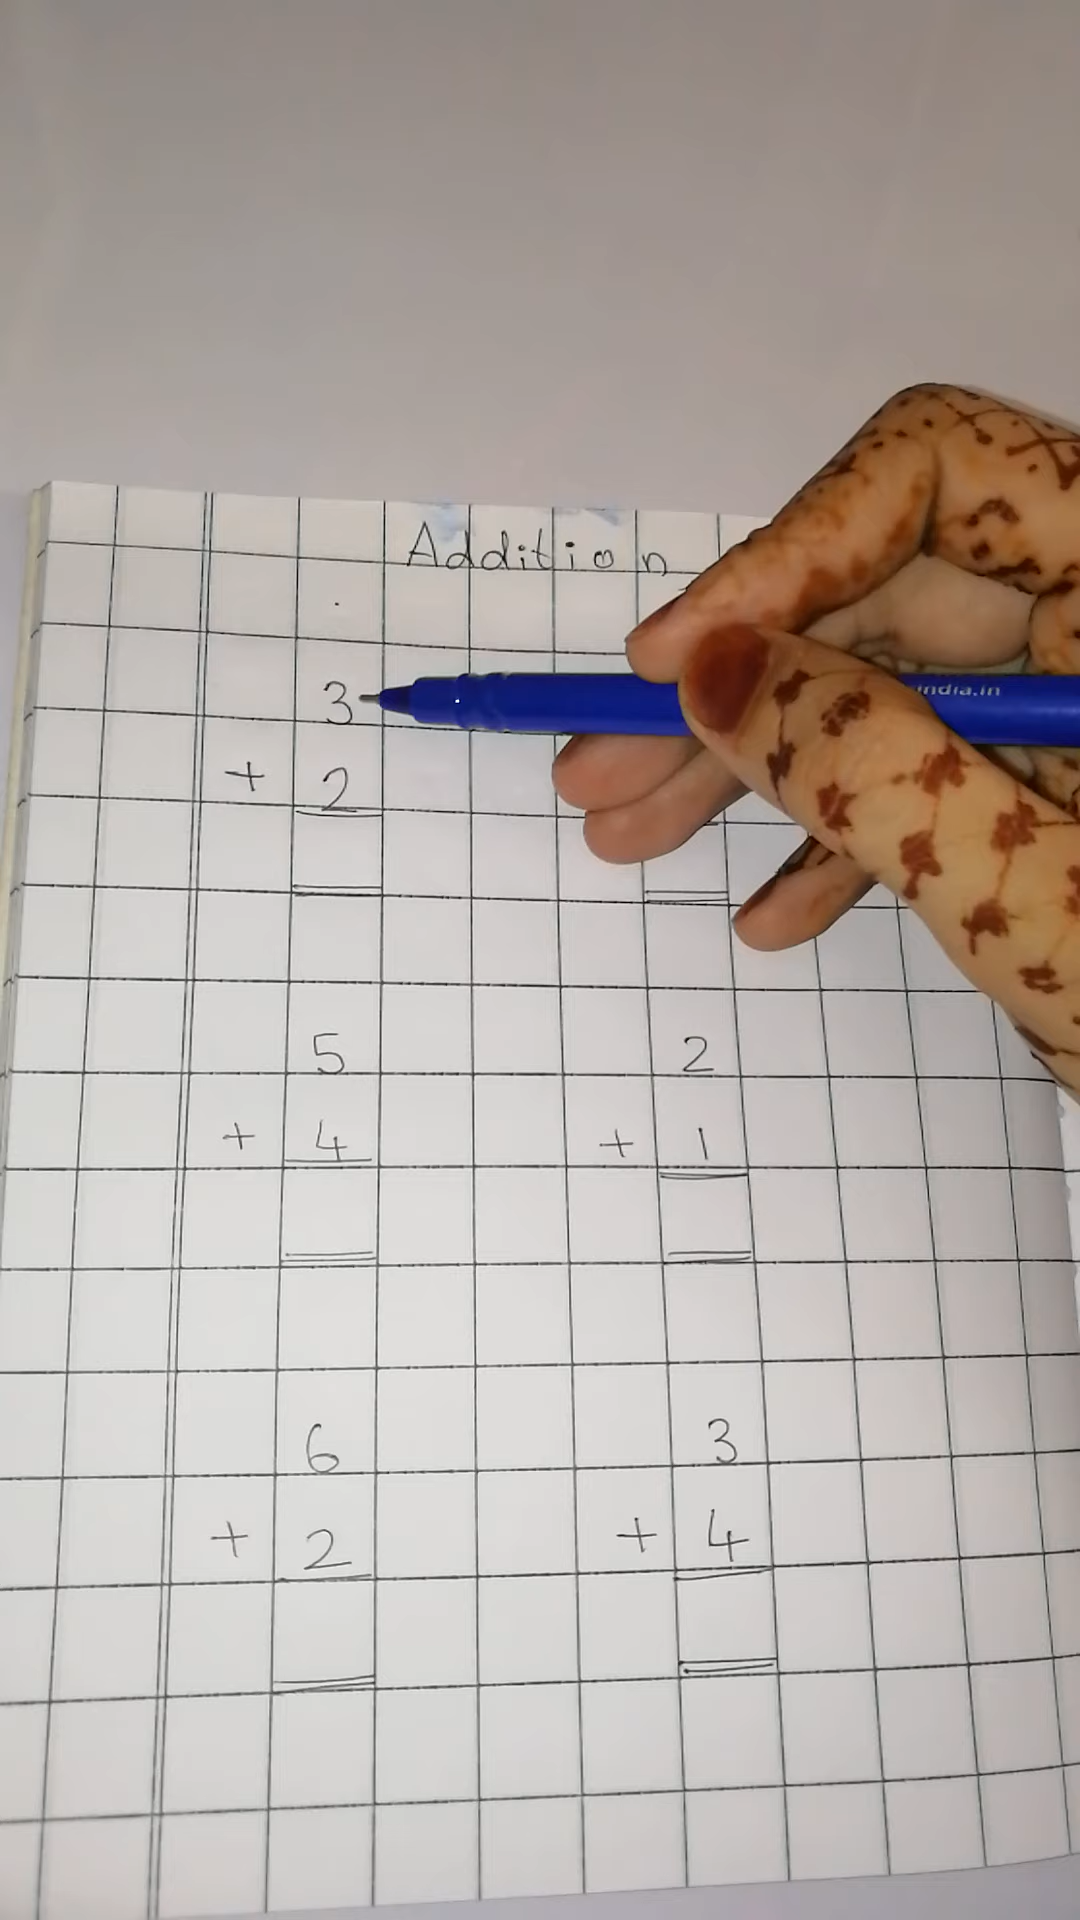 Addition
india.in
3
+ 2
5 2
+ 4 + 1
6 3
+ 2 + 4